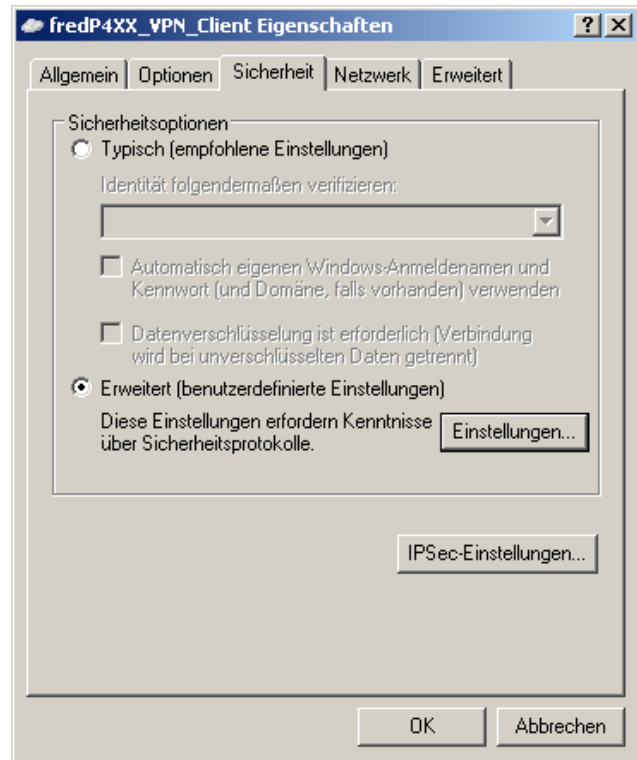 fredP4XX_VPN_Client Eigenschaften
Allgemein Optionen Sicherheit Netzwerk Erweitert
Sicherheitsoptionen
Typisch (empfohlene Einstellungen)
Identität folgendermaßen verifizieren:
Automatisch eigenen Windows-Anmeldenamen und
Kennwort (und Domäne, falls vorhanden) verwenden
Datenverschlüsselung ist erforderlich (Verbindung
wird bei unverschlüsselten Daten getrennt)
Erweitert (benutzerdefinierte Einstellungen)
Diese Einstellungen erfordern Kenntnisse
über Sicherheitsprotokolle.
Einstellungen...
IPSec-Einstellungen...
OK Abbrechen